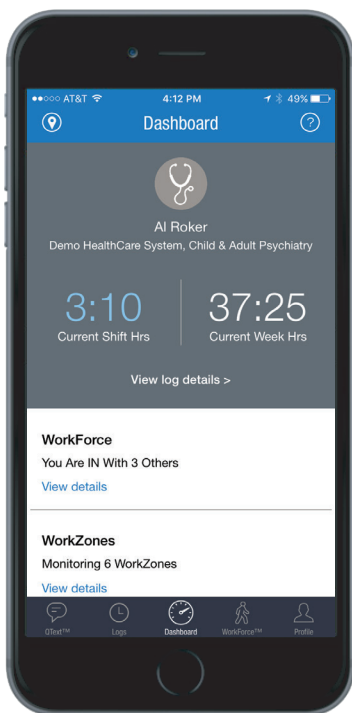 AT&T 4:12 PM 49%
Dashboard ?
Al Roker
Demo HealthCare System, Child & Adult Psychiatry
3:10 37:25
Current Shift Hrs Current Week Hrs
View log details >
WorkForce
You Are IN With 3 Others
View details
WorkZones
Monitoring 6 WorkZones
View details
QText™ Logs Dashboard WorkForce™ Profile